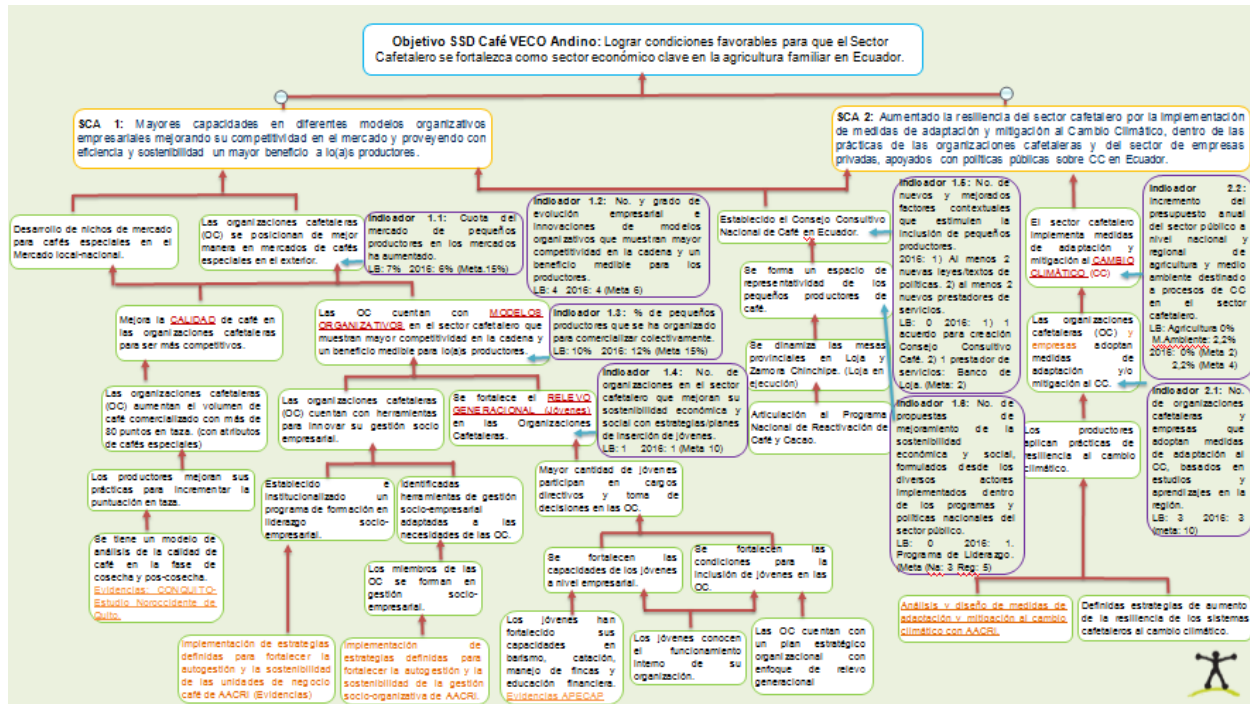 Objetivo SSD Café VECO Andino: Lograr condiciones favorables para que el Sector
Cafetalero se fortalezca como sector económico clave en la agricultura familiar en Ecuador.
SCA 1: Mayores capacidades en diferentes modelos organizativos
empresariales mejorando su competitividad en el mercado y proveyendo con
eficiencia y sostenibilidad un mayor beneficio a lo(a)s productores.
SCA 2: Aumentado la resiliencia del sector cafetalero por la implementación
de medidas de adaptación y mitigación al Cambio Climático, dentro de las
prácticas de las organizaciones cafetaleras y del sector de empresas
privadas, apoyados con políticas públicas sobre CC en Ecuador.
Desarrollo de nichos de mercado
para cafés especiales en el
Mercado local-nacional.
Las organizaciones cafetaleras
(OC) se posicionan de mejor
manera en mercados de cafés
especiales en el exterior.
Indicador 1.1: Cuota del
mercado de pequeños
productores en los mercados
ha aumentado.
LB: 7% 2016: 6% (Meta.15%)
Indicador 1.2: No. y grado de
evolución empresarial e
innovaciones de modelos
organizativos que muestran mayor
competitividad en la cadena y un
beneficio medible para los
productores.
LB: 4 2016: 4 (Meta 6)
Establecido el Consejo Consultivo
Nacional de Café en Ecuador.
Indicador 1.5: No. de
nuevos y mejorados
factores contextuales
que estimulen la
inclusión de pequeños
productores.
2016: 1) Al menos 2
nuevas leyes/textos de
políticas. 2) al menos 2
nuevos prestadores de
servicios.
LB: 0 2016: 1) 1
acuerdo para creación
Consejo Consultivo
Café. 2) 1 prestador de
servicios: Banco de
Loja. (Meta: 2)
El sector cafetalero
implementa medidas
de adaptación y
mitigación al CAMBIO
CLIMÁTICO (CC)
Indicador 2.2:
Incremento del
presupuesto anual
del sector público a
nivel nacional y
regional de
agricultura y medio
ambiente destinado
a procesos de CC
en el sector
cafetalero.
LB: Agricultura 0%
M.Ambiente: 2,2%
2016: 0% (Meta 2)
2,2% (Meta 4)
Se forma un espacio de
representatividad de los
pequeños productores de
café.
Mejora la CALIDAD de café en
las organizaciones cafetaleras
para ser más competitivos.
Las OC cuentan con MODELOS
ORGANIZATIVOS en el sector cafetalero que
muestran mayor competitividad en la cadena y
un beneficio medible para lo(a)s productores.
Indicador 1.3: % de pequeños
productores que se ha organizado
para comercializar colectivamente.
LB: 10% 2016: 12% (Meta 15%)
Se dinamiza las mesas
provinciales en Loja y
Zamora Chinchipe. (Loja en
ejecución)
Las organizaciones
cafetaleras (OC) y
empresas adoptan
medidas de
adaptación y/o
mitigación al CC.
Las organizaciones cafetaleras
(OC) aumentan el volumen de
café comercializado con más de
80 puntos en taza. (con atributos
de cafés especiales)
Las organizaciones cafetaleras
(OC) cuentan con herramientas
para innovar su gestión socio
empresarial.
Se fortalece el RELEVO
GENERACIONAL (Jóvenes)
en las Organizaciones
Cafetaleras.
Indicador 1.4: No. de
organizaciones en el sector
cafetalero que mejoran su
sostenibilidad económica y
social con estrategias/planes
de inserción de jóvenes.
LB: 1 2016: 1 (Meta 10)
Articulación al Programa
Nacional de Reactivación de
Café y Cacao.
Indicador 1.6: No. de
propuestas de
mejoramiento de la
sostenibilidad
económica y social,
formulados desde los
diversos actores
implementados dentro
de los programas y
políticas nacionales del
sector público.
LB: 0 2016: 1.
Programa de Liderazgo.
(Meta (Na: 3 Reg: 5)
Los productores
aplican prácticas de
resiliencia al cambio
climático.
Indicador 2.1: No.
de organizaciones
cafetaleras y
empresas que
adoptan medidas
de adaptación al
CC, basados en
estudios y
aprendizajes en la
región.
LB: 3 2016: 3
(meta: 10)
Los productores mejoran sus
prácticas para incrementar la
puntuación en taza.
Establecido e
institucionalizado un
programa de formación en
liderazgo socio-
empresarial.
Identificadas
herramientas de gestión
socio-empresarial
adaptadas a las
necesidades de las OC.
Mayor cantidad de jóvenes
participan en cargos
directivos y toma de
decisiones en las OC.
Se tiene un modelo de
análisis de la calidad de
café en la fase de
cosecha y pos-cosecha.
Evidencias: CONQUITO-
Estudio Noroccidente de
Quito.
Los miembros de las
OC se forman en
gestión socio-
empresarial.
Se fortalecen las
capacidades de los jóvenes
a nivel empresarial.
Se fortalecen las
condiciones para la
inclusión de jóvenes en las
OC.
Implementación de estrategias
definidas para fortalecer la
autogestión y la sostenibilidad
de las unidades de negocio
café de AACRI (Evidencias)
Implementación de
estrategias definidas para
fortalecer la autogestión y la
sostenibilidad de la gestión
socio-organizativa de AACRI.
Los jóvenes han
fortalecido sus
capacidades en
barismo, catación,
manejo de fincas y
educación financiera.
Evidencias APECAP
Los jóvenes conocen
el funcionamiento
interno de su
organización.
Las OC cuentan con un
plan estratégico
organizacional con
enfoque de relevo
generacional
Análisis y diseño de medidas de
adaptación y mitigación al cambio
climático con AACRI.
Definidas estrategias de aumento
de la resiliencia de los sistemas
cafetaleros al cambio climático.